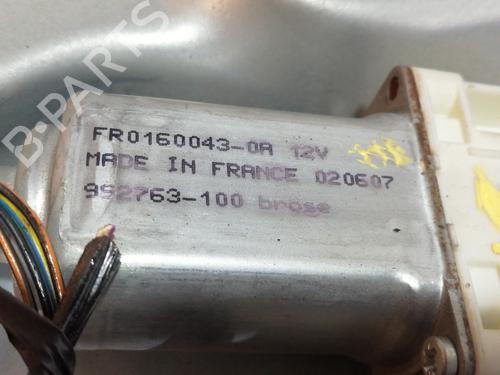 FR0160043-0A 12V
MADE IN FRANCE 020607
992763-100 brose
B-PARTS